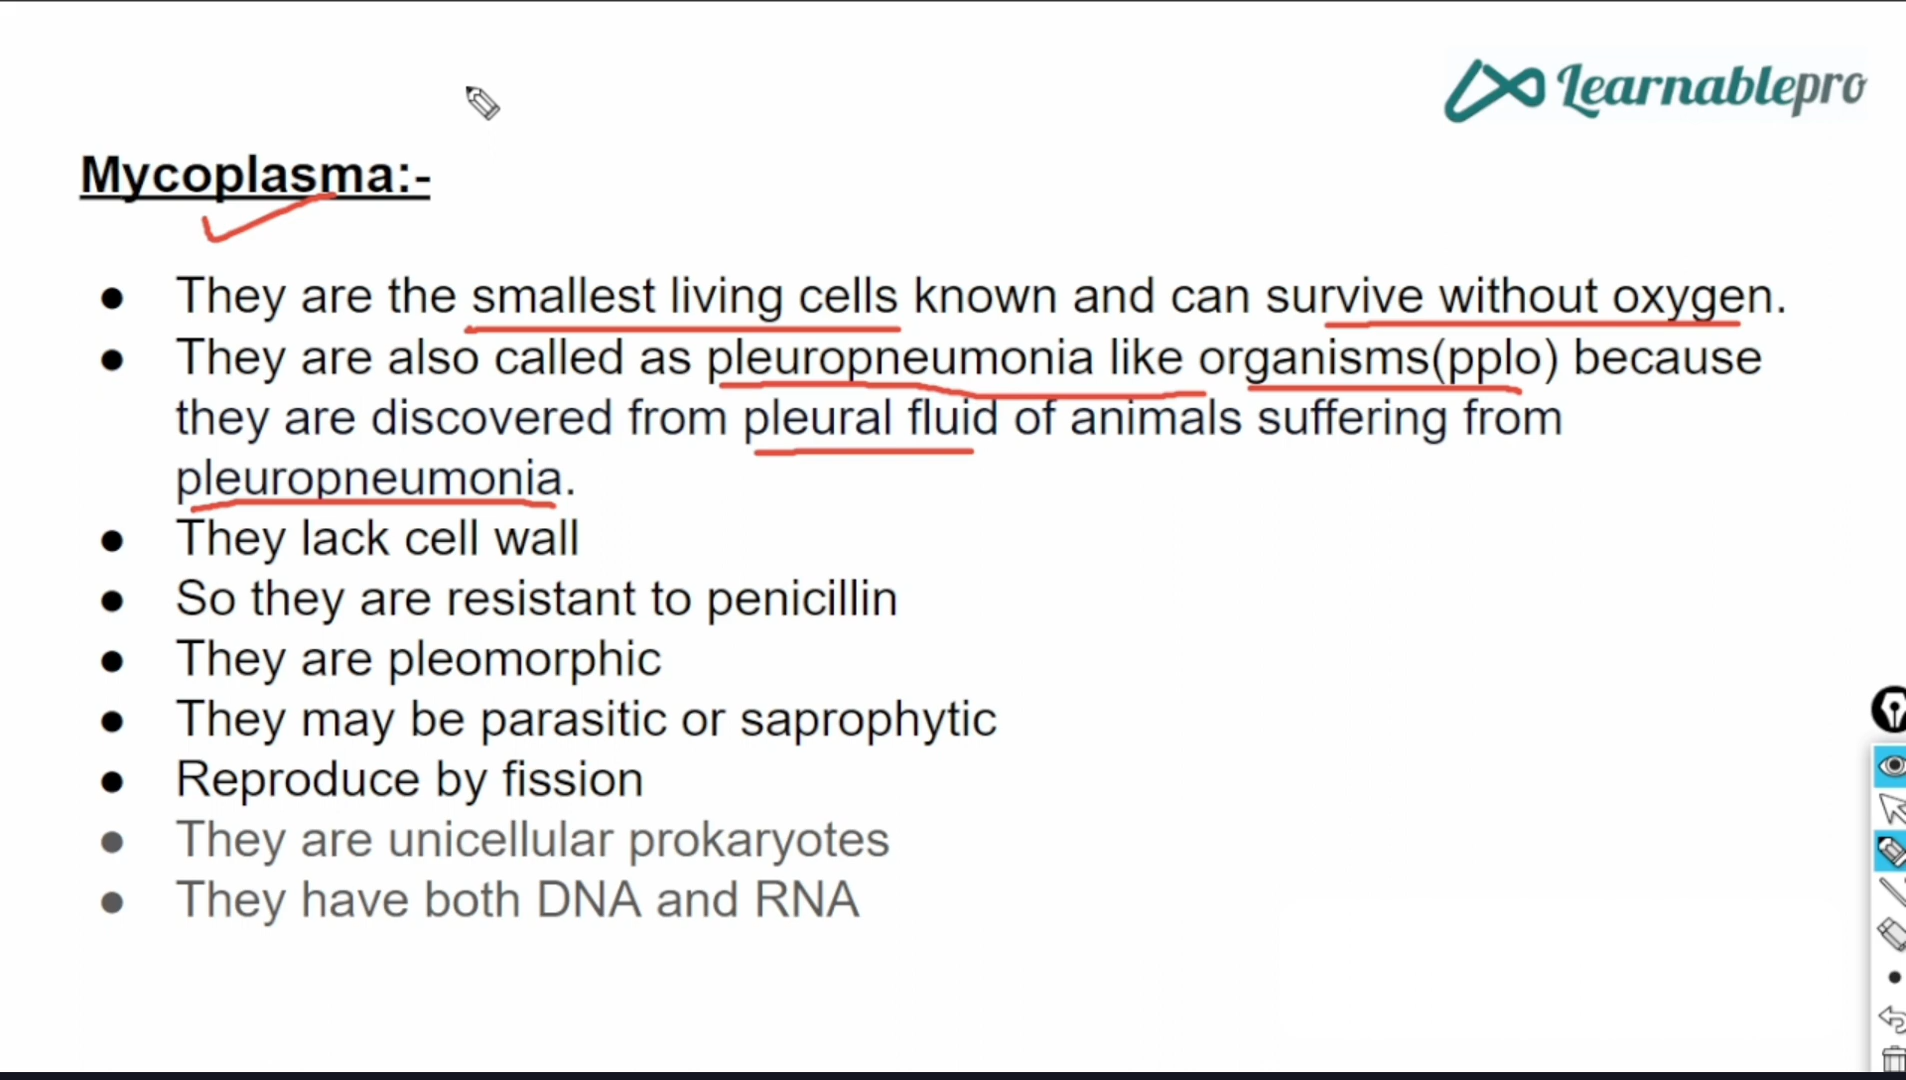 Learnablepro
Mycoplasma:-
● They are the smallest living cells known and can survive without oxygen.
● They are also called as pleuropneumonia like organisms(pplo) because
they are discovered from pleural fluid of animals suffering from
pleuropneumonia.
● They lack cell wall
● So they are resistant to penicillin
● They are pleomorphic
● They may be parasitic or saprophytic
● Reproduce by fission
● They are unicellular prokaryotes
● They have both DNA and RNA